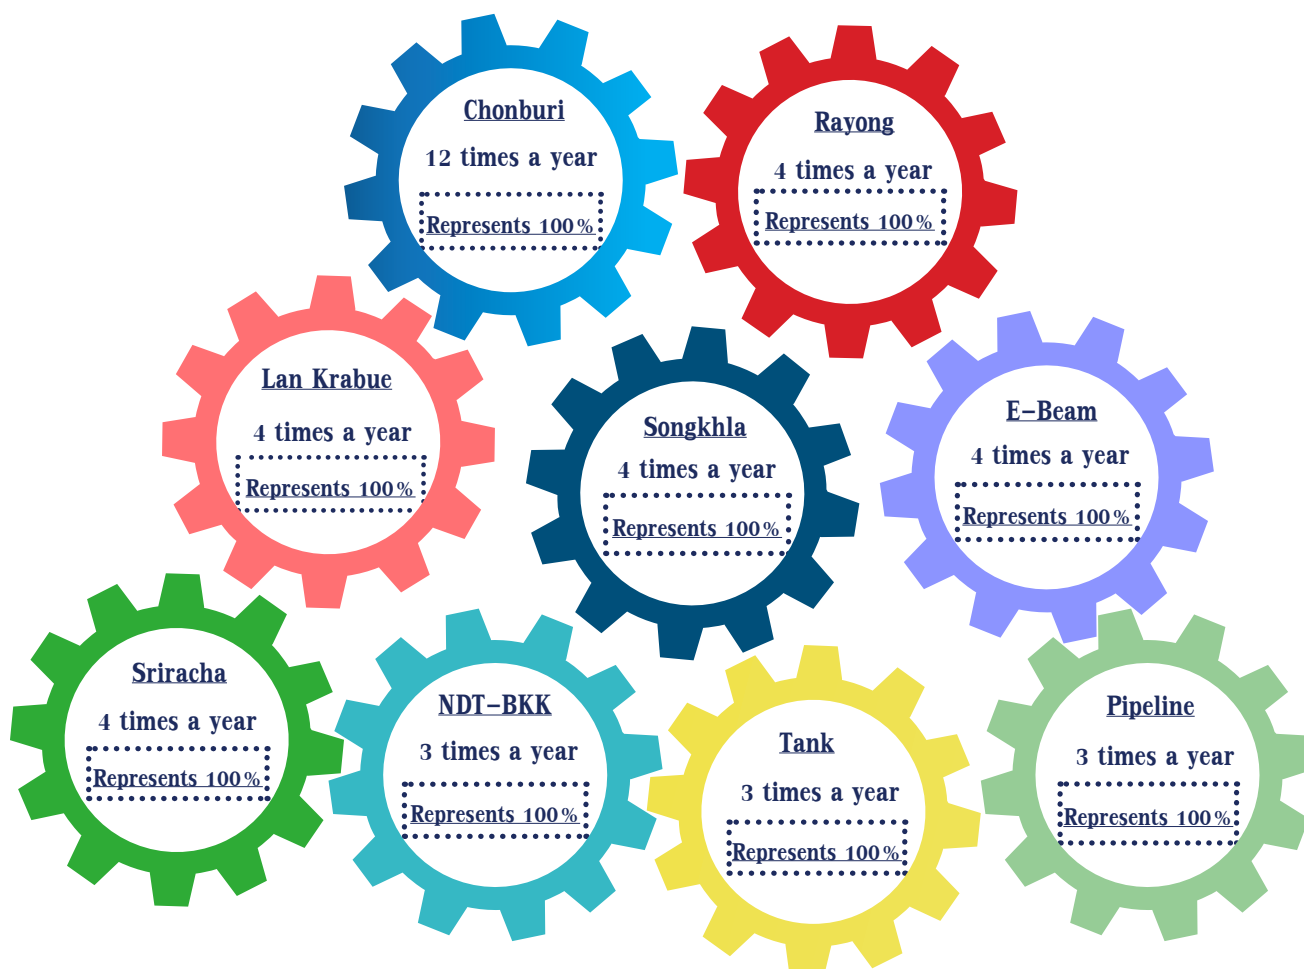 Chonburi
12 times a year
Represents 100%
Rayong
4 times a year
Represents 100%
Lan Krabue
4 times a year
Represents 100%
Songkhla
4 times a year
Represents 100%
E-Beam
4 times a year
Represents 100%
Sriracha
4 times a year
Represents 100%
NDT-BKK
3 times a year
Represents 100%
Tank
3 times a year
Represents 100%
Pipeline
3 times a year
Represents 100%